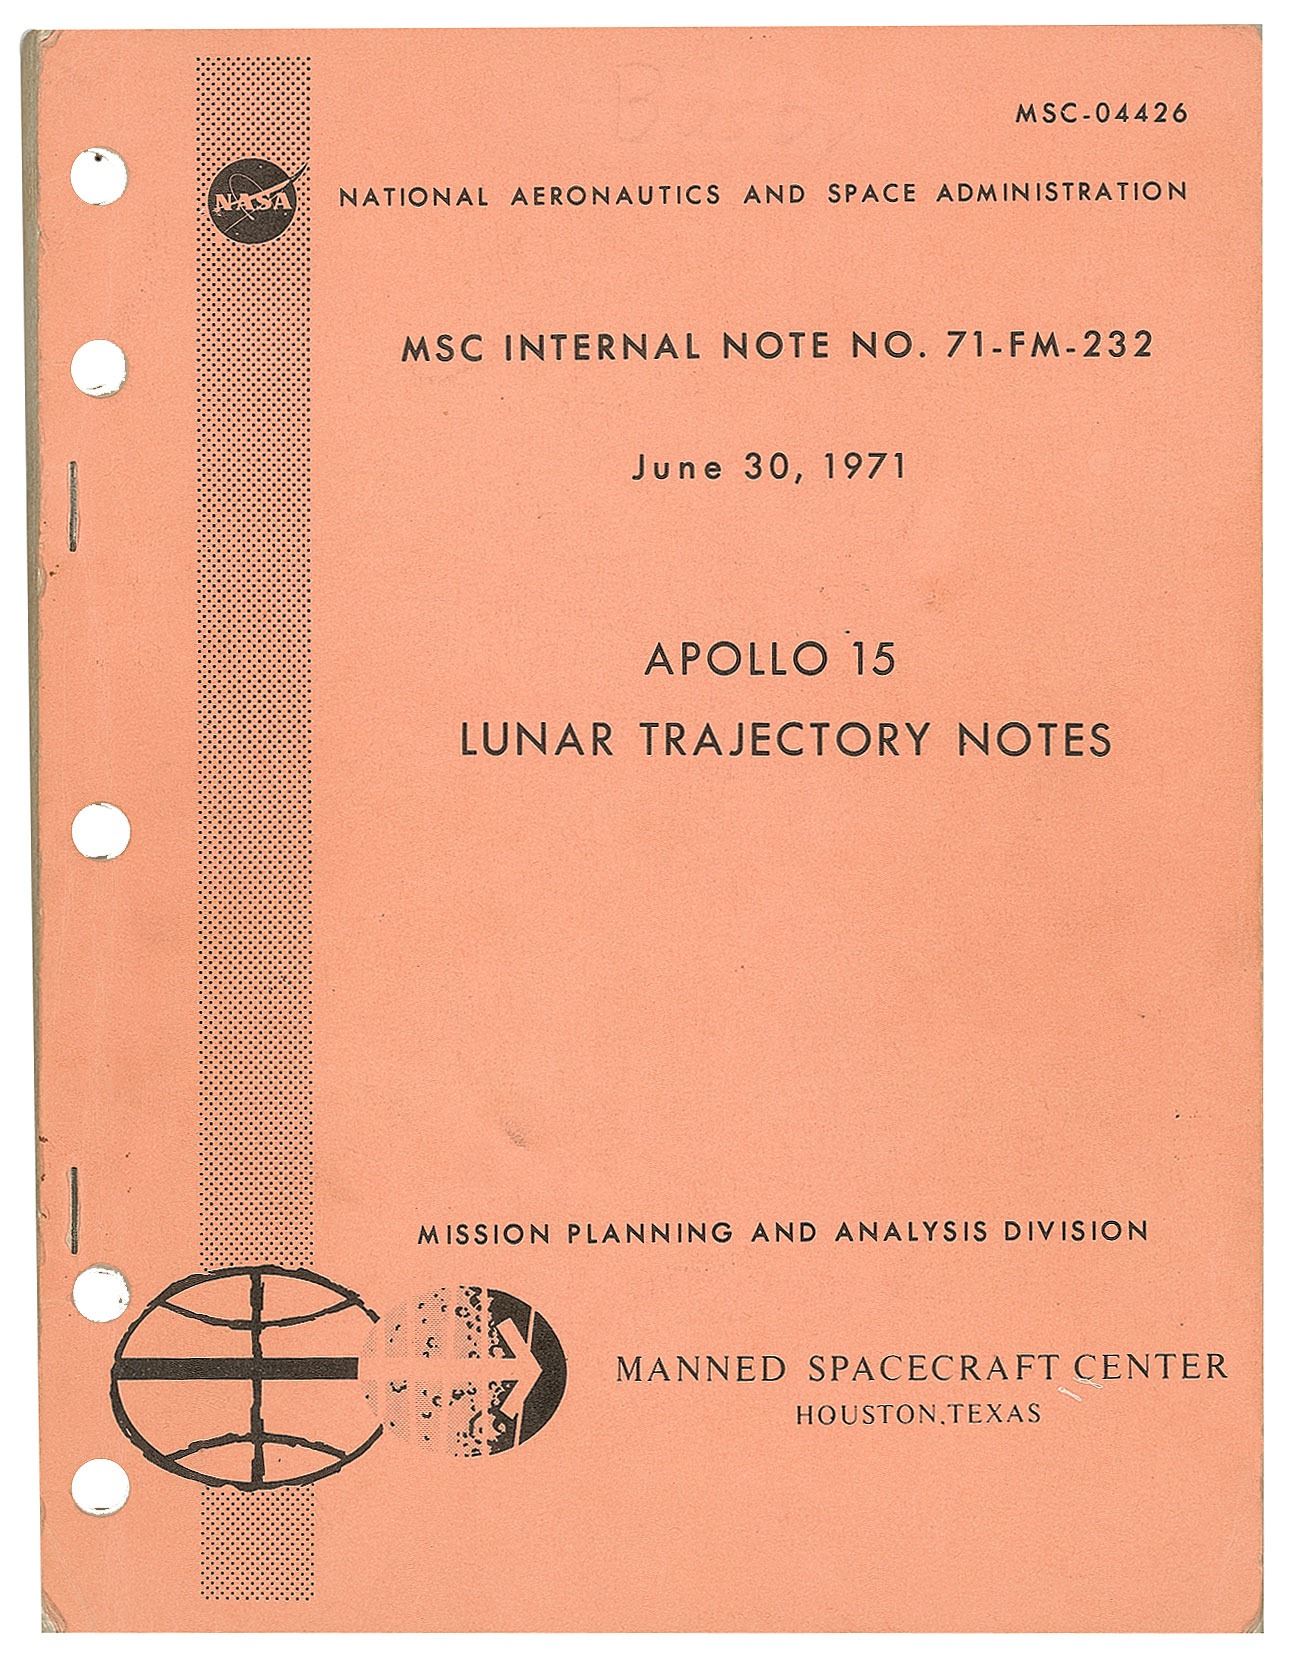 MSC-04426
NASA
NATIONAL AERONAUTICS AND SPACE ADMINISTRATION
MSC INTERNAL NOTE NO. 71-FM-232
June 30, 1971
APOLLO 15
LUNAR TRAJECTORY NOTES
MISSION PLANNING AND ANALYSIS DIVISION
MANNED SPACECRAFT CENTER
HOUSTON, TEXAS